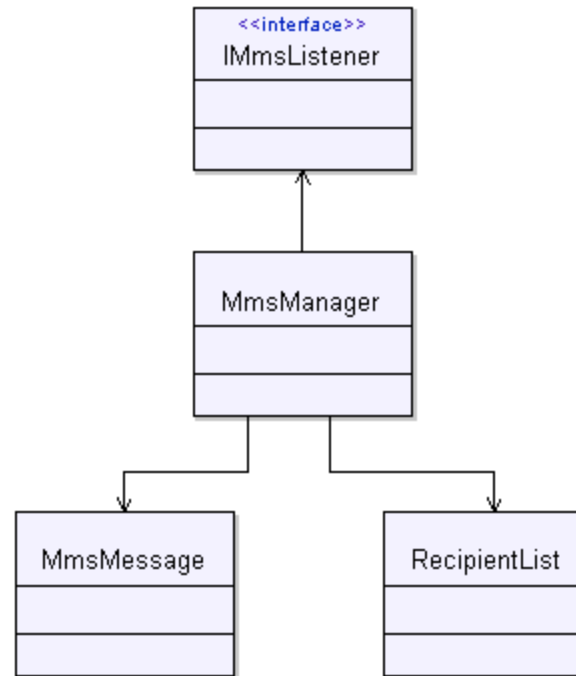 <<interface>>
IMmsListener
MmsManager
MmsMessage
RecipientList